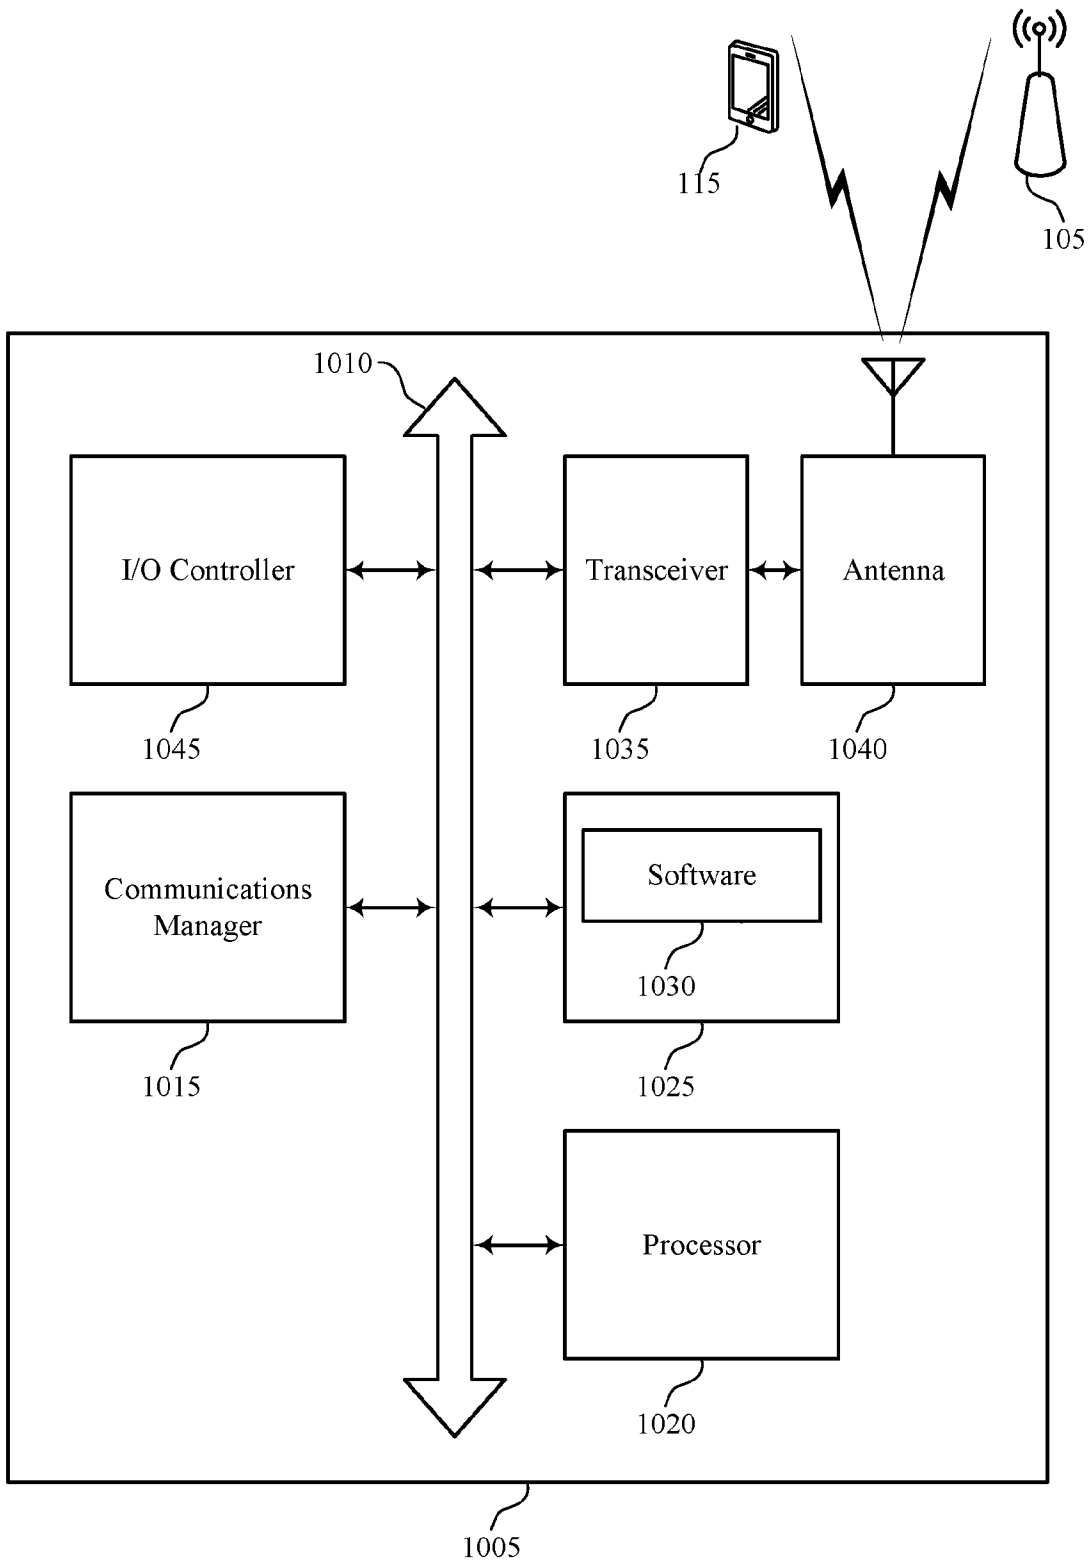 115
105
1010
I/O Controller
Transceiver
Antenna
1045
1035
1040
Communications
Manager
Software
1030
1015
1025
Processor
1020
1005